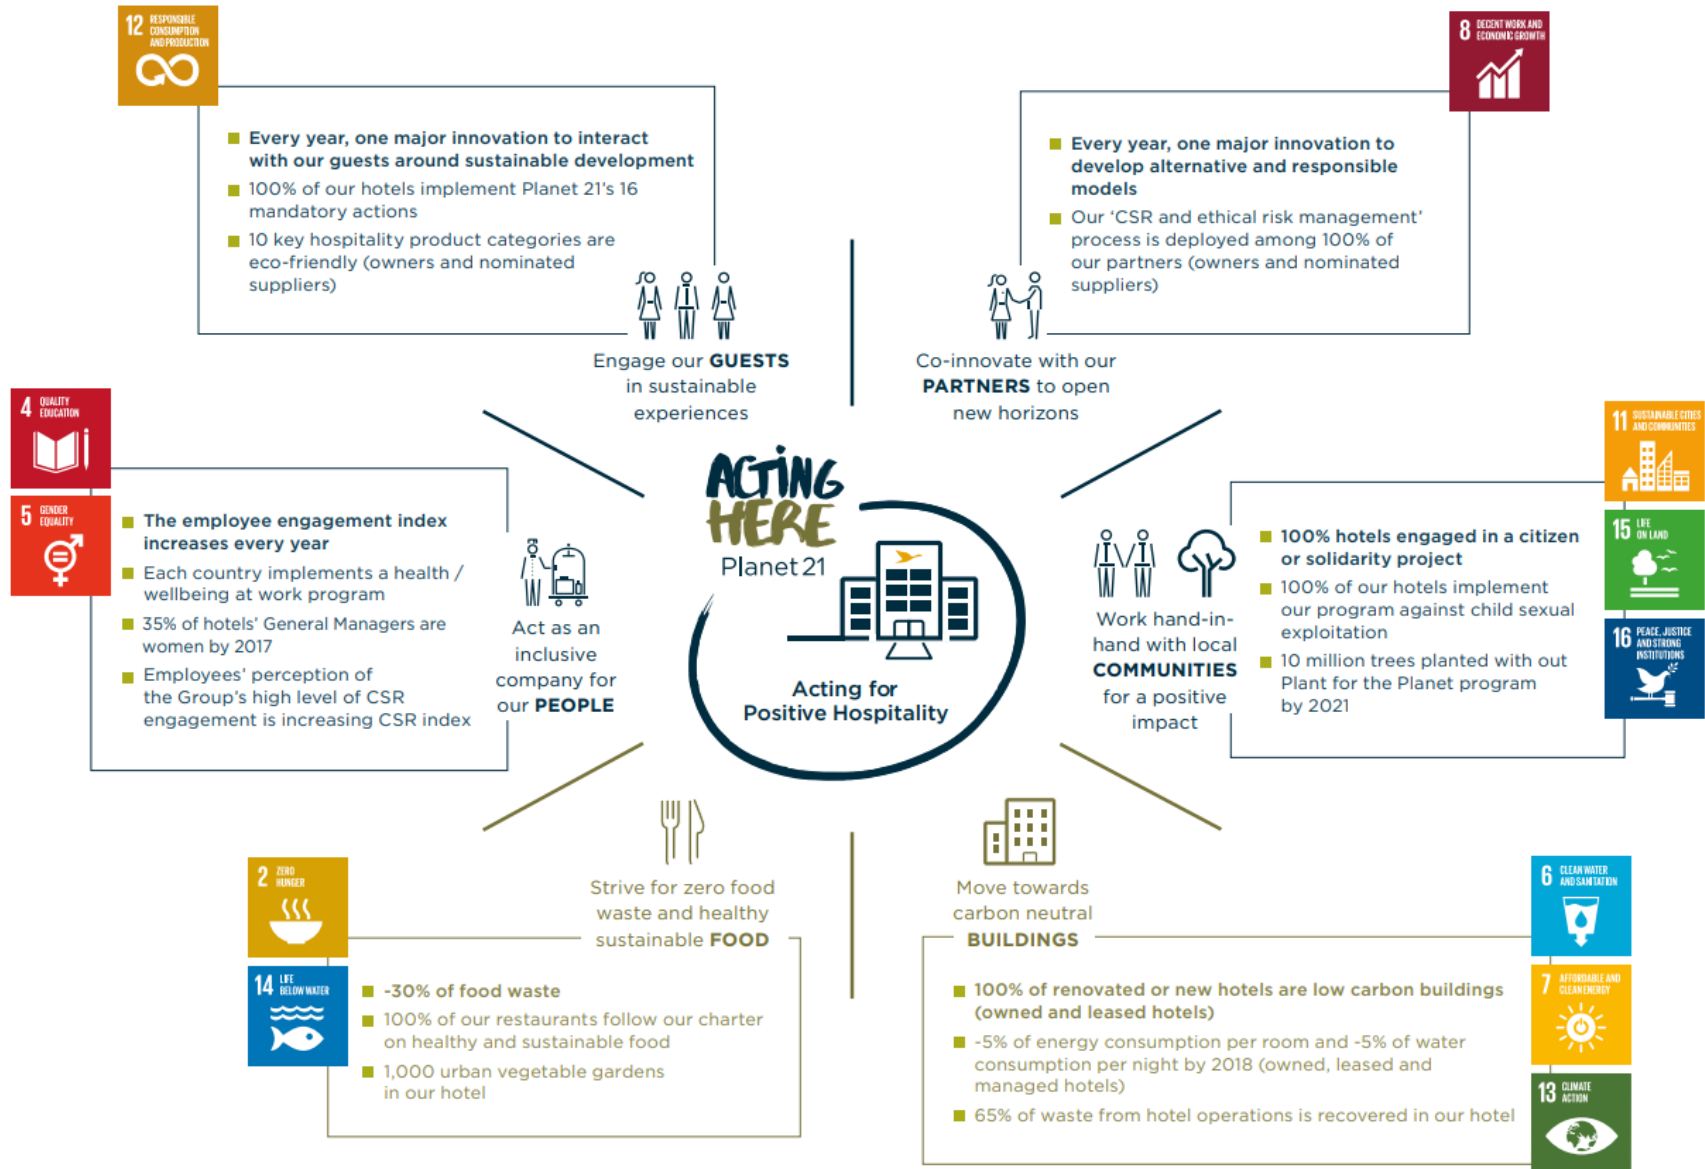 12 RESPONSIBLE
CONSUMPTION
AND PRODUCTION
Every year, one major innovation to interact
with our guests around sustainable development
100% of our hotels implement Planet 21's 16
mandatory actions
10 key hospitality product categories are
eco-friendly (owners and nominated
suppliers)
Engage our GUESTS
in sustainable
experiences
8 DECENT WORK AND
ECONOMIC GROWTH
Every year, one major innovation to
develop alternative and responsible
models
Our ‘CSR and ethical risk management’
process is deployed among 100% of
our partners (owners and nominated
suppliers)
Co-innovate with our
PARTNERS to open
new horizons
4 QUALITY
EDUCATION
5 GENDER
EQUALITY
The employee engagement index
increases every year
Each country implements a health /
wellbeing at work program
35% of hotels' General Managers are
women by 2017
Employees' perception of
the Group's high level of CSR
engagement is increasing CSR index
Act as an
inclusive
company for
our PEOPLE
ACTING
HERE
Planet 21
Acting for
Positive Hospitality
Work hand-in-
hand with local
COMMUNITIES
for a positive
impact
100% hotels engaged in a citizen
or solidarity project
100% of our hotels implement
our program against child sexual
exploitation
10 million trees planted with out
Plant for the Planet program
by 2021
11 SUSTAINABLE CITIES
AND COMMUNITIES
15 LIFE
ON LAND
16 PEACE, JUSTICE
AND STRONG
INSTITUTIONS
2 ZERO
HUNGER
14 LIFE
BELOW WATER
Strive for zero food
waste and healthy
sustainable FOOD
-30% of food waste
100% of our restaurants follow our charter
on healthy and sustainable food
1,000 urban vegetable gardens
in our hotel
Move towards
carbon neutral
BUILDINGS
100% of renovated or new hotels are low carbon buildings
(owned and leased hotels)
-5% of energy consumption per room and -5% of water
consumption per night by 2018 (owned, leased and
managed hotels)
65% of waste from hotel operations is recovered in our hotel
6 CLEAN WATER
AND SANITATION
7 AFFORDABLE AND
CLEAN ENERGY
13 CLIMATE
ACTION